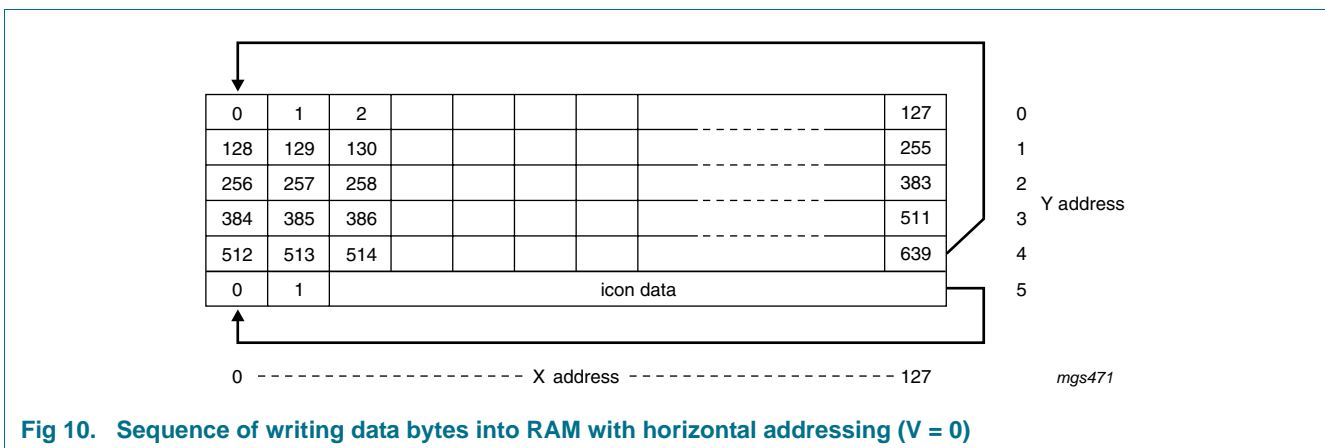 0 1 2 127 0
128 129 130 255 1
256 257 258 383 2
Y address
384 385 386 511 3
512 513 514 639 4
0 1 icon data 5
0 X address 127 mgs471
Fig 10. Sequence of writing data bytes into RAM with horizontal addressing (V = 0)